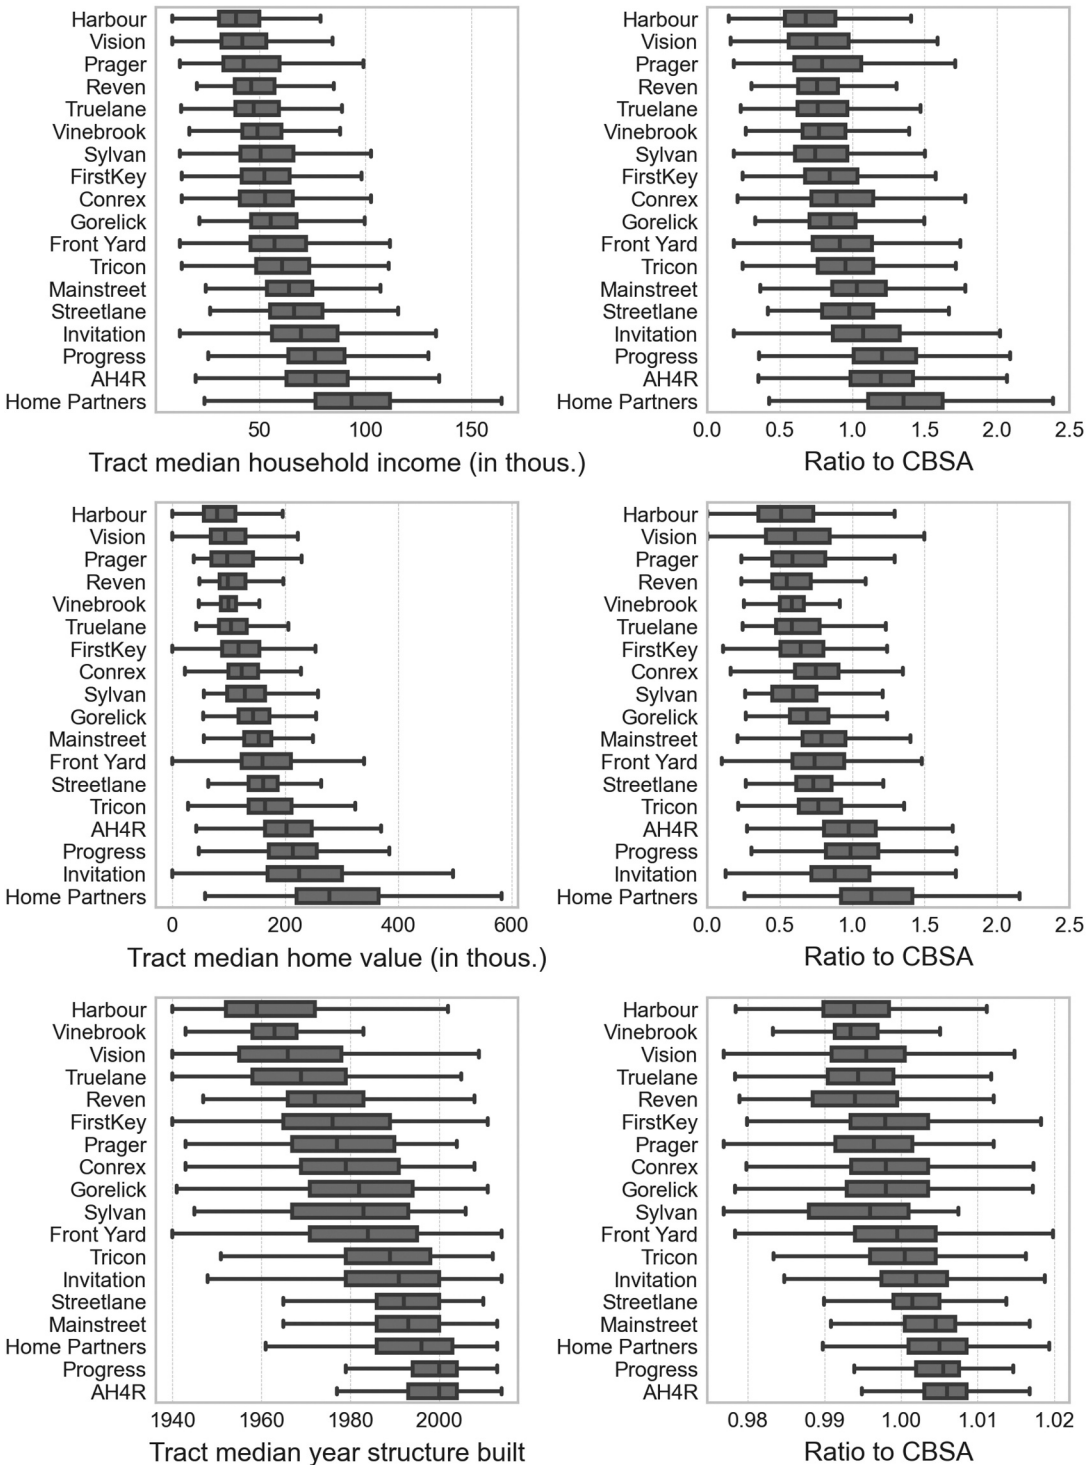 Harbour
Vision
Prager
Reven
Truelane
Vinebrook
Sylvan
FirstKey
Conrex
Gorelick
Front Yard
Tricon
Mainstreet
Streetlane
Invitation
Progress
AH4R
Home Partners
50 100 150
Tract median household income (in thous.)
Harbour
Vision
Prager
Reven
Truelane
Vinebrook
Sylvan
FirstKey
Conrex
Gorelick
Front Yard
Tricon
Mainstreet
Streetlane
Invitation
Progress
AH4R
Home Partners
0.0 0.5 1.0 1.5 2.0 2.5
Ratio to CBSA
Harbour
Vision
Prager
Reven
Vinebrook
Truelane
FirstKey
Conrex
Sylvan
Gorelick
Mainstreet
Front Yard
Streetlane
Tricon
AH4R
Progress
Invitation
Home Partners
0 200 400 600
Tract median home value (in thous.)
Harbour
Vision
Prager
Reven
Vinebrook
Truelane
FirstKey
Conrex
Sylvan
Gorelick
Mainstreet
Front Yard
Streetlane
Tricon
AH4R
Progress
Invitation
Home Partners
0.0 0.5 1.0 1.5 2.0 2.5
Ratio to CBSA
Harbour
Vinebrook
Vision
Truelane
Reven
FirstKey
Prager
Conrex
Gorelick
Sylvan
Front Yard
Tricon
Invitation
Streetlane
Mainstreet
Home Partners
Progress
AH4R
1940 1960 1980 2000
Tract median year structure built
Harbour
Vinebrook
Vision
Truelane
Reven
FirstKey
Prager
Conrex
Gorelick
Sylvan
Front Yard
Tricon
Invitation
Streetlane
Mainstreet
Home Partners
Progress
AH4R
0.98 0.99 1.00 1.01 1.02
Ratio to CBSA